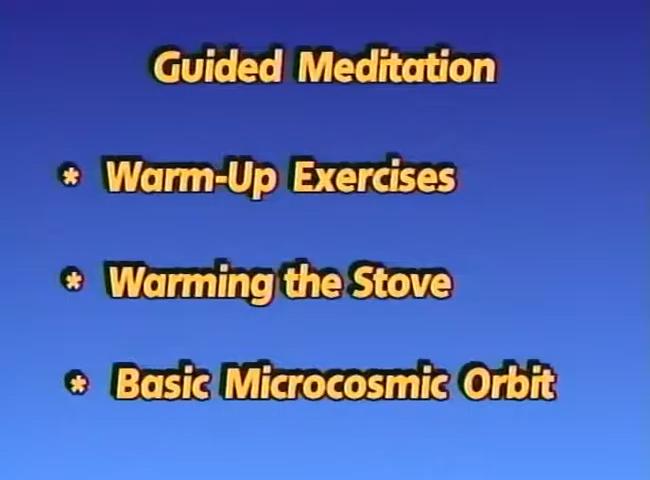 Guided Meditation
* Warm-Up Exercises
* Warming the Stove
* Basic Microcosmic Orbit